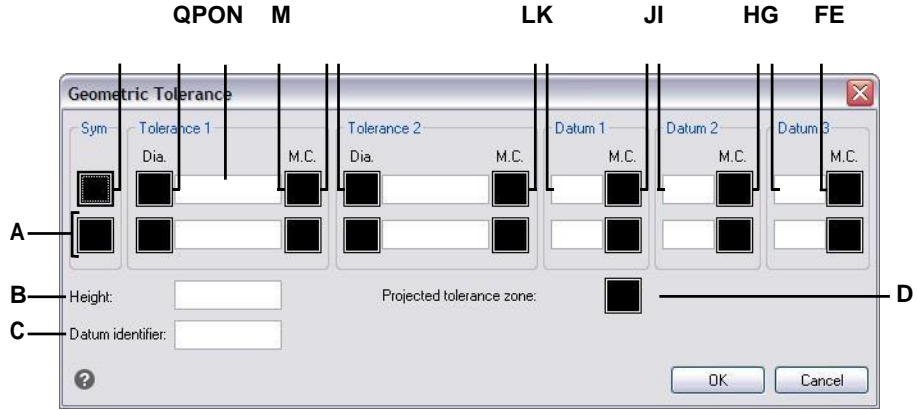 QPON M LK JI HG FE
Geometric Tolerance
Sym Tolerance 1 Tolerance 2 Datum 1 Datum 2 Datum 3
Dia. M.C. Dia. M.C. M.C. M.C. M.C.
A
B Height: Projected tolerance zone: D
C Datum identifier:
? OK Cancel